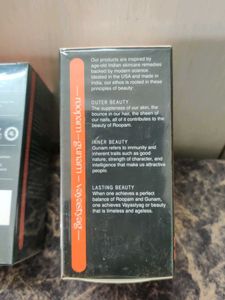 Our products are inspired by
age-old Indian skincare remedies
backed by modern science.
Ideated in the USA and made in
India, our ethos is rooted in these
principles of beauty:
OUTER BEAUTY
The suppleness of our skin, the
bounce in our hair, the sheen of
our nails, all of it contributes to the
beauty of Roopam.
INNER BEAUTY
Gunam refers to immunity and
inherent traits such as good
nature, strength of character, and
intelligence that make us attractive
people.
LASTING BEAUTY
When one achieves a perfect
balance of Roopam and Gunam,
one achieves Vayastyag or beauty
that is timeless and ageless.
roopam — gunam — vayastyag